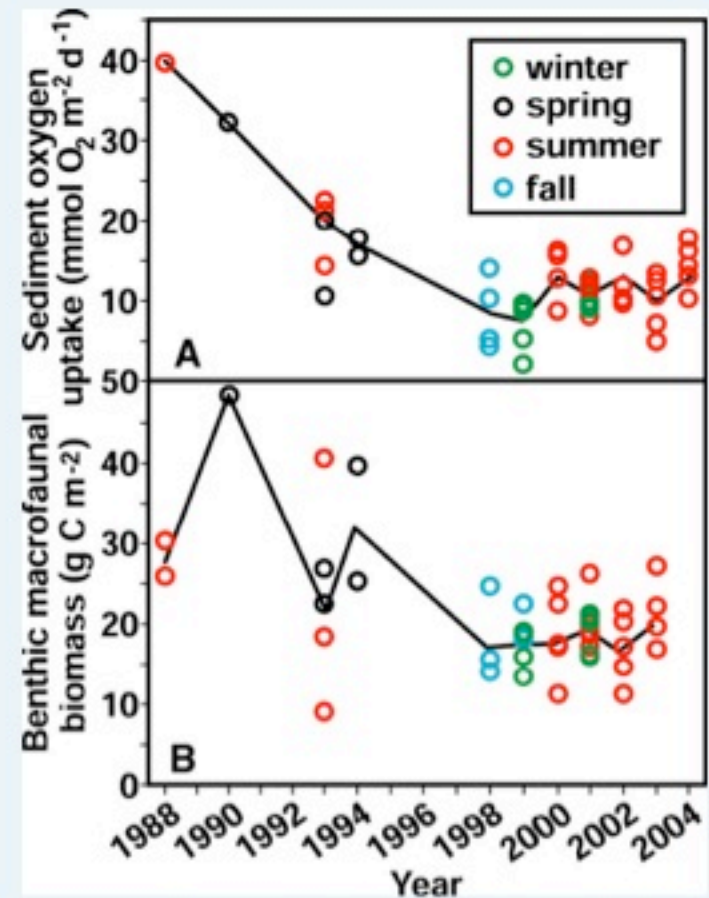 Sediment oxygen
uptake (mmol O2 m-2 d-1)
40
30
20
10
winter
spring
summer
fall
A
Benthic macrofaunal
biomass (g C m-2)
50
40
30
20
10
0
B
1988 1990 1992 1994 1996 1998 2000 2002 2004
Year